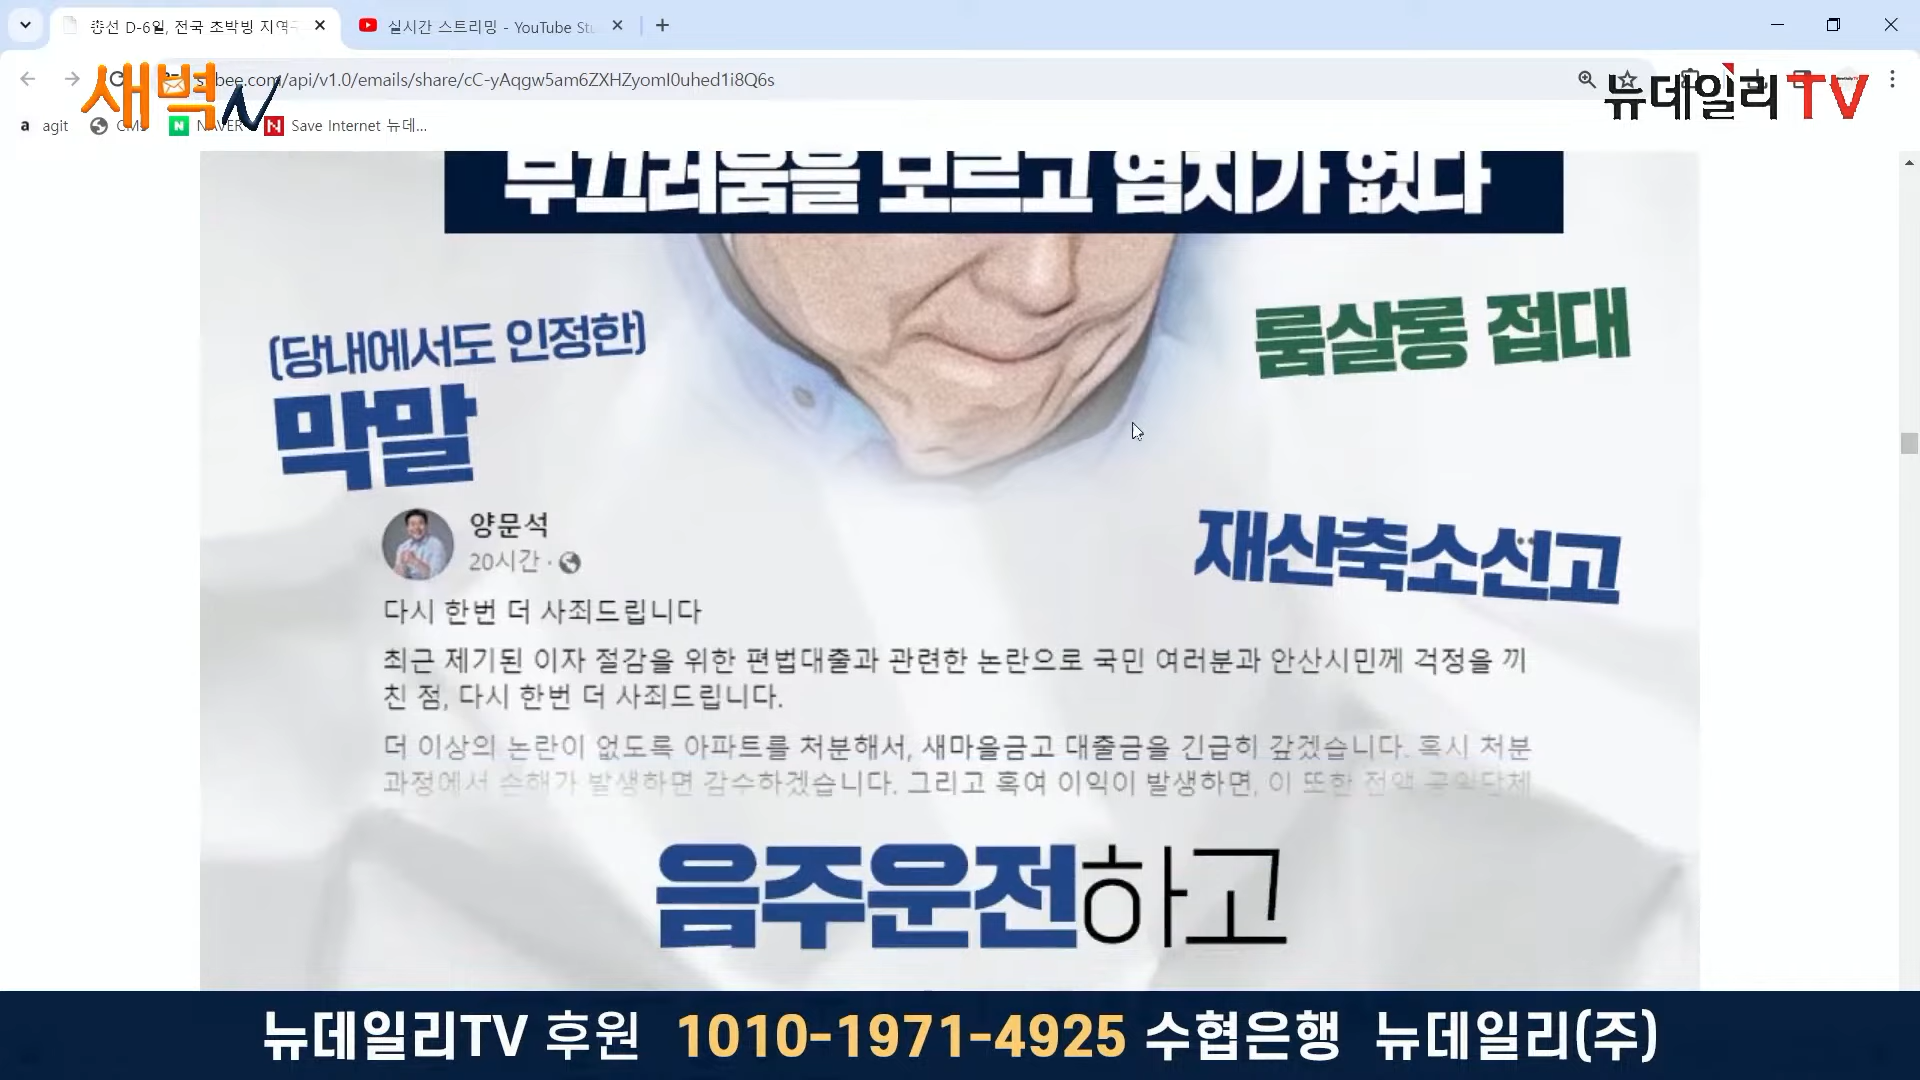 총선 D-6일, 전국 초박빙 지역구
실시간 스트리밍 - YouTube Stu
새벽N
bee.com/api/v1.0/emails/share/cC-yAqgw5am6ZXHZyomI0uhed1i8Q6s
뉴데일리TV
a agit
CMS
N NAVER
N Save Internet 뉴데...
부끄러움을 모르고 염치가 없다
(당내에서도 인정한)
막말
룸살롱 접대
양문석
20시간 ·
재산축소신고
다시 한번 더 사죄드립니다
최근 제기된 이자 절감을 위한 편법대출과 관련한 논란으로 국민 여러분과 안산시민께 걱정을 끼
친 점, 다시 한번 더 사죄드립니다.
더 이상의 논란이 없도록 아파트를 처분해서, 새마을금고 대출금을 긴급히 갚겠습니다. 혹시 처분
과정에서 손해가 발생하면 감수하겠습니다. 그리고 혹여 이익이 발생하면, 이 또한 전액 공익단체
음주운전하고
뉴데일리TV 후원 1010-1971-4925 수협은행 뉴데일리(주)